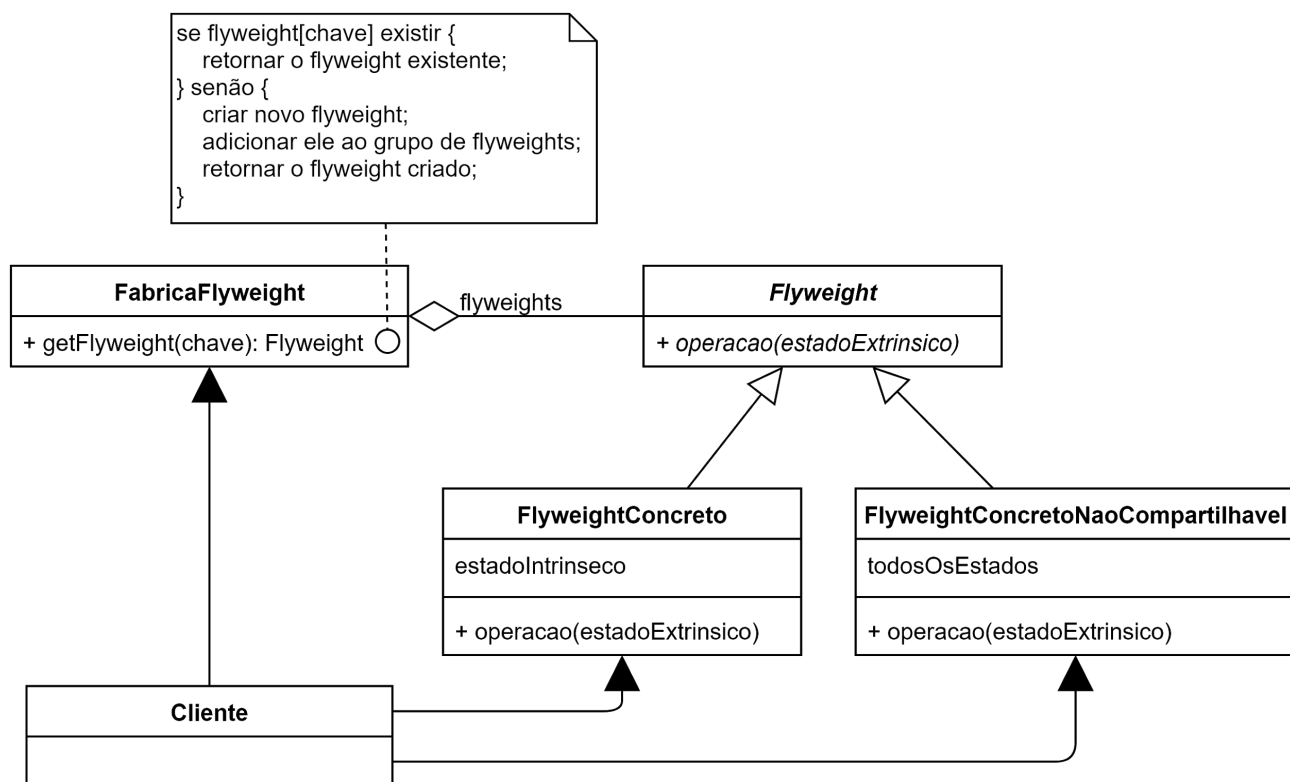 se flyweight[chave] existir {
retornar o flyweight existente;
} senão {
criar novo flyweight;
adicionar ele ao grupo de flyweights;
retornar o flyweight criado;
}
FabricaFlyweight
+ getFlyweight(chave): Flyweight
flyweights
Flyweight
+ operacao(estadoExtrinsico)
FlyweightConcreto
estadoIntrinseco
+ operacao(estadoExtrinsico)
FlyweightConcretoNaoCompartilhavel
todosOsEstados
+ operacao(estadoExtrinsico)
Cliente